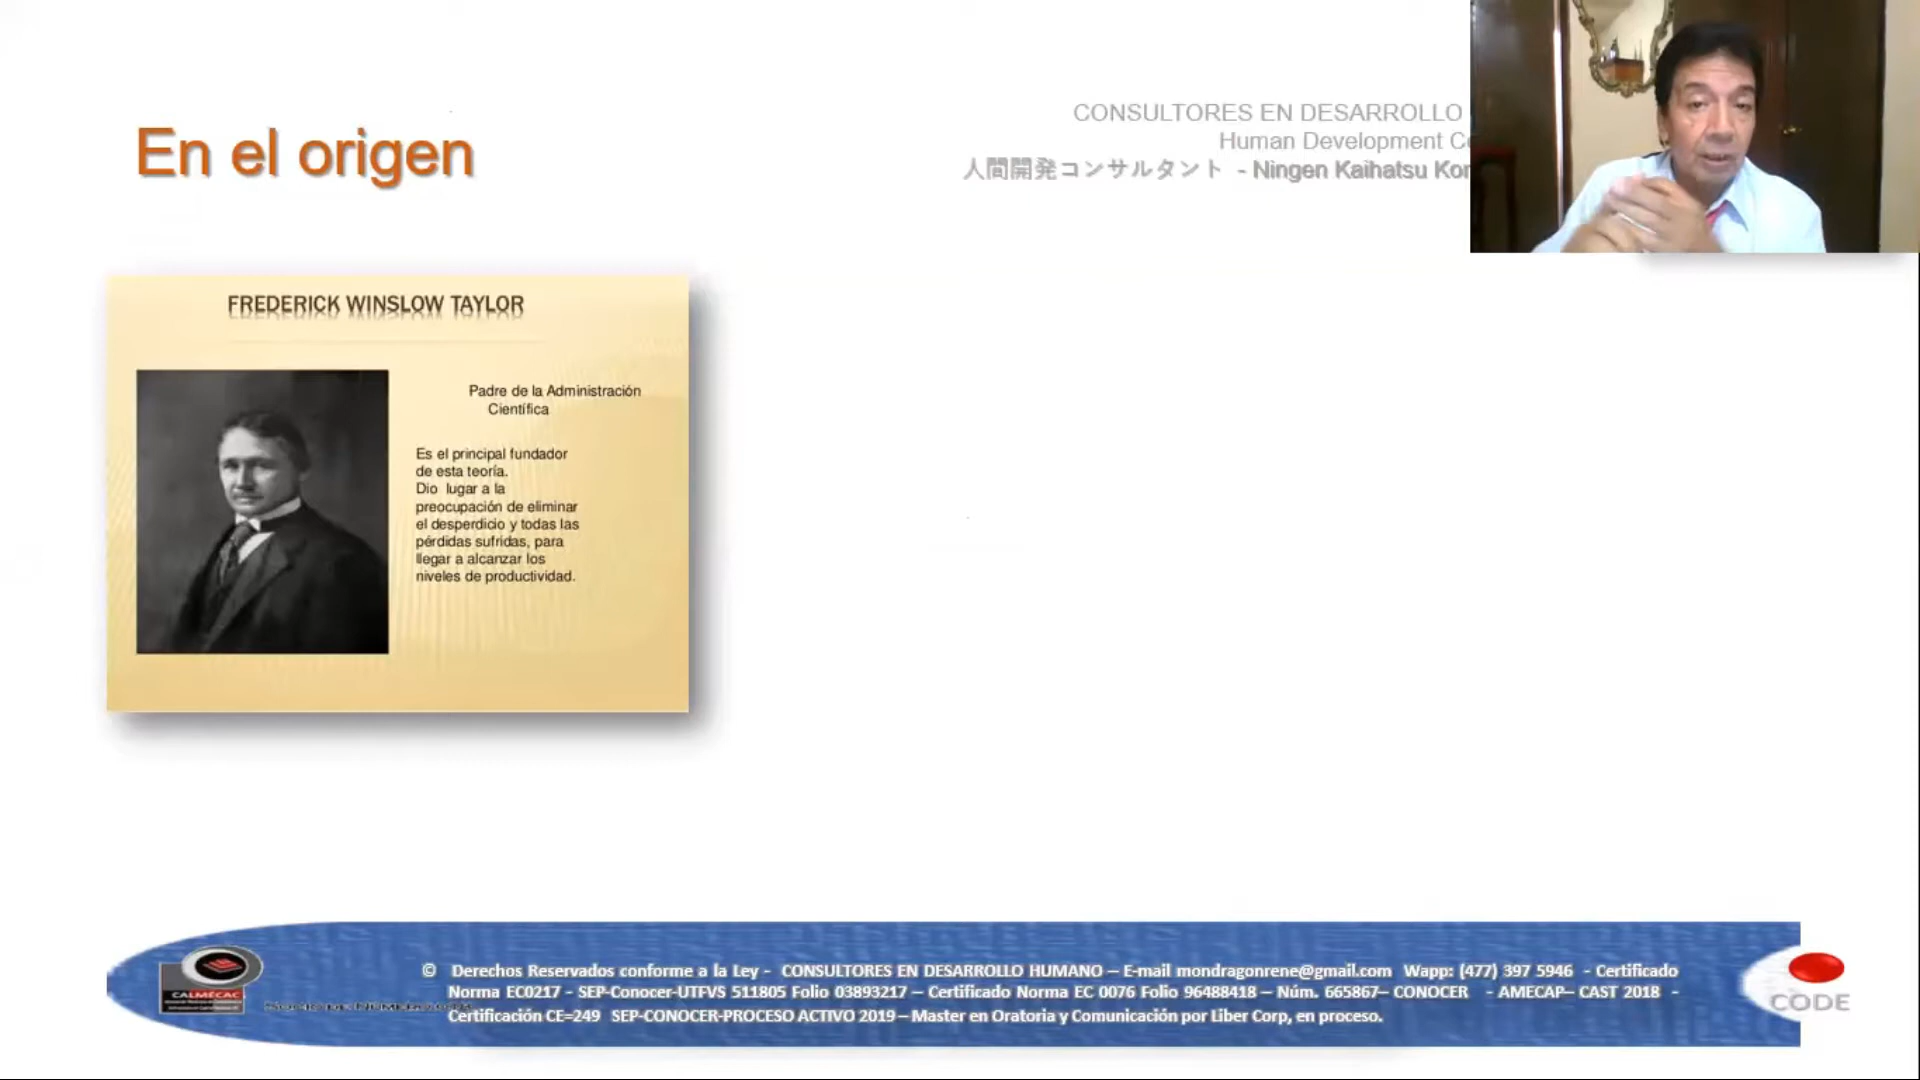 CONSULTORES EN DESARROLLO
En el origen
Human Development
人間開発コンサルタント - Ningen Kaihatsu
FREDERICK WINSLOW TAYLOR
Padre de la Administración
Científica
Es el principal fundador
de esta teoría.
Dio lugar a la
preocupación de eliminar
el desperdicio y todas las
pérdidas sufridas, para
llegar a alcanzar los
niveles de productividad.
© Derechos Reservados conforme a la Ley - CONSULTORES EN DESARROLLO HUMANO – E-mail mondragonrene@gmail.com Wapp: (477) 397 5946 - Certificado
Norma EC0217 - SEP-Conocer-UTFVS 511805 Folio 03893217 – Certificado Norma EC 0076 Folio 96488418 – Núm. 665867– CONOCER - AMECAP– CAST 2018 -
Certificación CE=249 SEP-CONOCER-PROCESO ACTIVO 2019 – Master en Oratoria y Comunicación por Liber Corp, en proceso.
CALMÉCAC
CODE